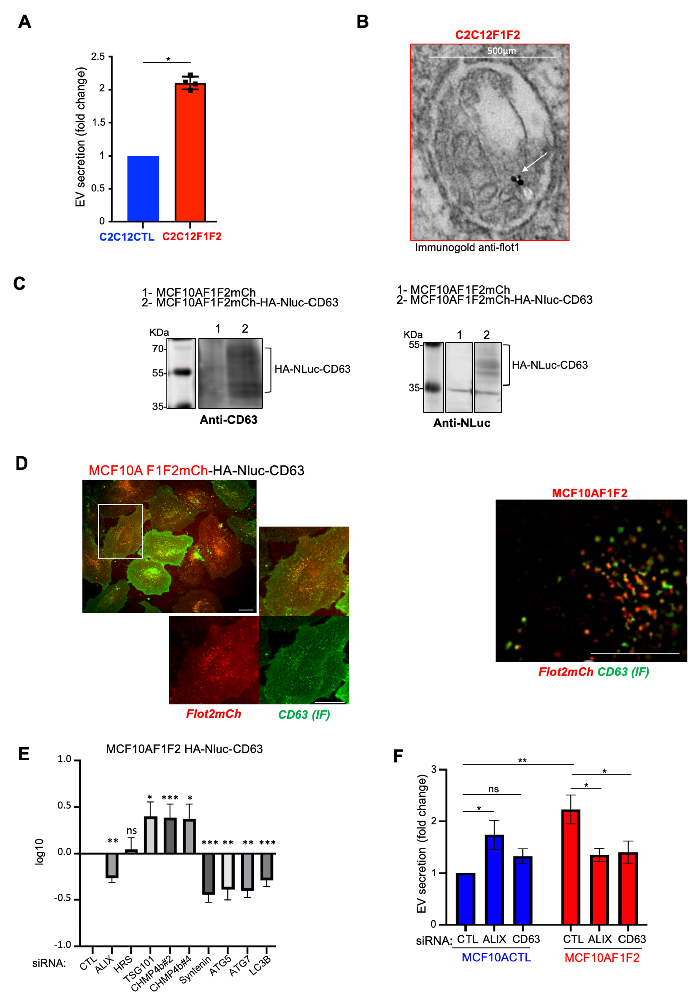 A
EV secretion (fold change)
2.5
2
1.5
1
0.5
0
*
C2C12CTL C2C12F1F2
B
C2C12F1F2
500µm
Immunogold anti-flot1
C
1- MCF10AF1F2mCh
2- MCF10AF1F2mCh-HA-Nluc-CD63
KDa
1 2
70-
55-
35-
HA-NLuc-CD63
Anti-CD63
1- MCF10AF1F2mCh
2- MCF10AF1F2mCh-HA-Nluc-CD63
KDa
1 2
55-
35-
HA-NLuc-CD63
Anti-NLuc
D
MCF10A F1F2mCh-HA-Nluc-CD63
Flot2mCh
CD63 (IF)
MCF10AF1F2
Flot2mCh CD63 (IF)
E
MCF10AF1F2 HA-Nluc-CD63
log10
1.0
0.5
0.0
-0.5
-1.0
** ns * *** * *** ** ** ***
siRNA: CTL ALIX HRS TSG101 CHMP4b#2 CHMP4b#4 Syntenin ATG5 ATG7 LC3B
F
EV secretion (fold change)
3
2
1
0
**
*
*
ns
*
siRNA: CTL ALIX CD63 CTL ALIX CD63
MCF10ACTL MCF10AF1F2